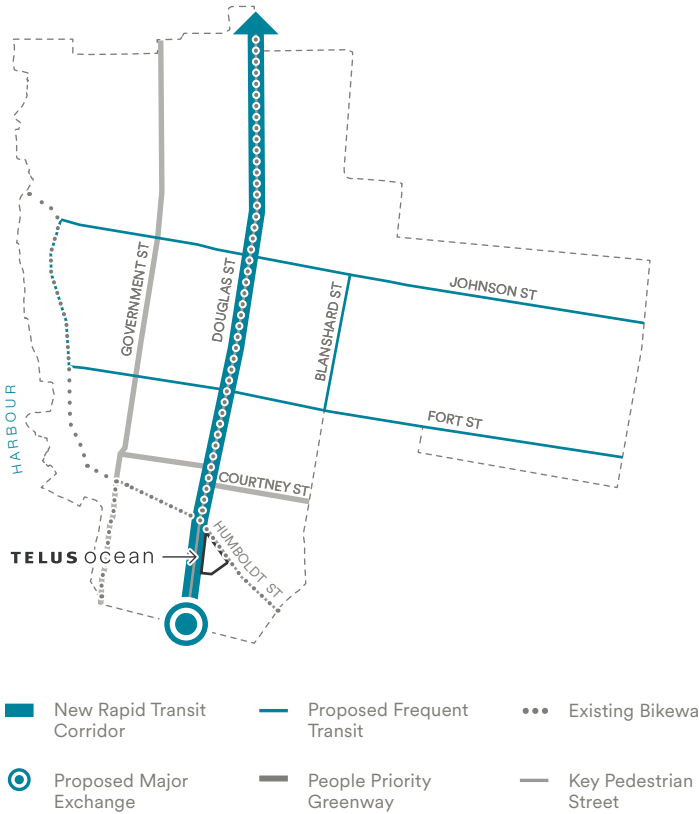 GOVERNMENT ST
DOUGLAS ST
BLANSHARD ST
JOHNSON ST
HARBOUR
FORT ST
COURTNEY ST
HUMBOLDT ST
TELUS ocean
New Rapid Transit
Corridor
Proposed Frequent
Transit
Existing Bikewa
Proposed Major
Exchange
People Priority
Greenway
Key Pedestrian
Street